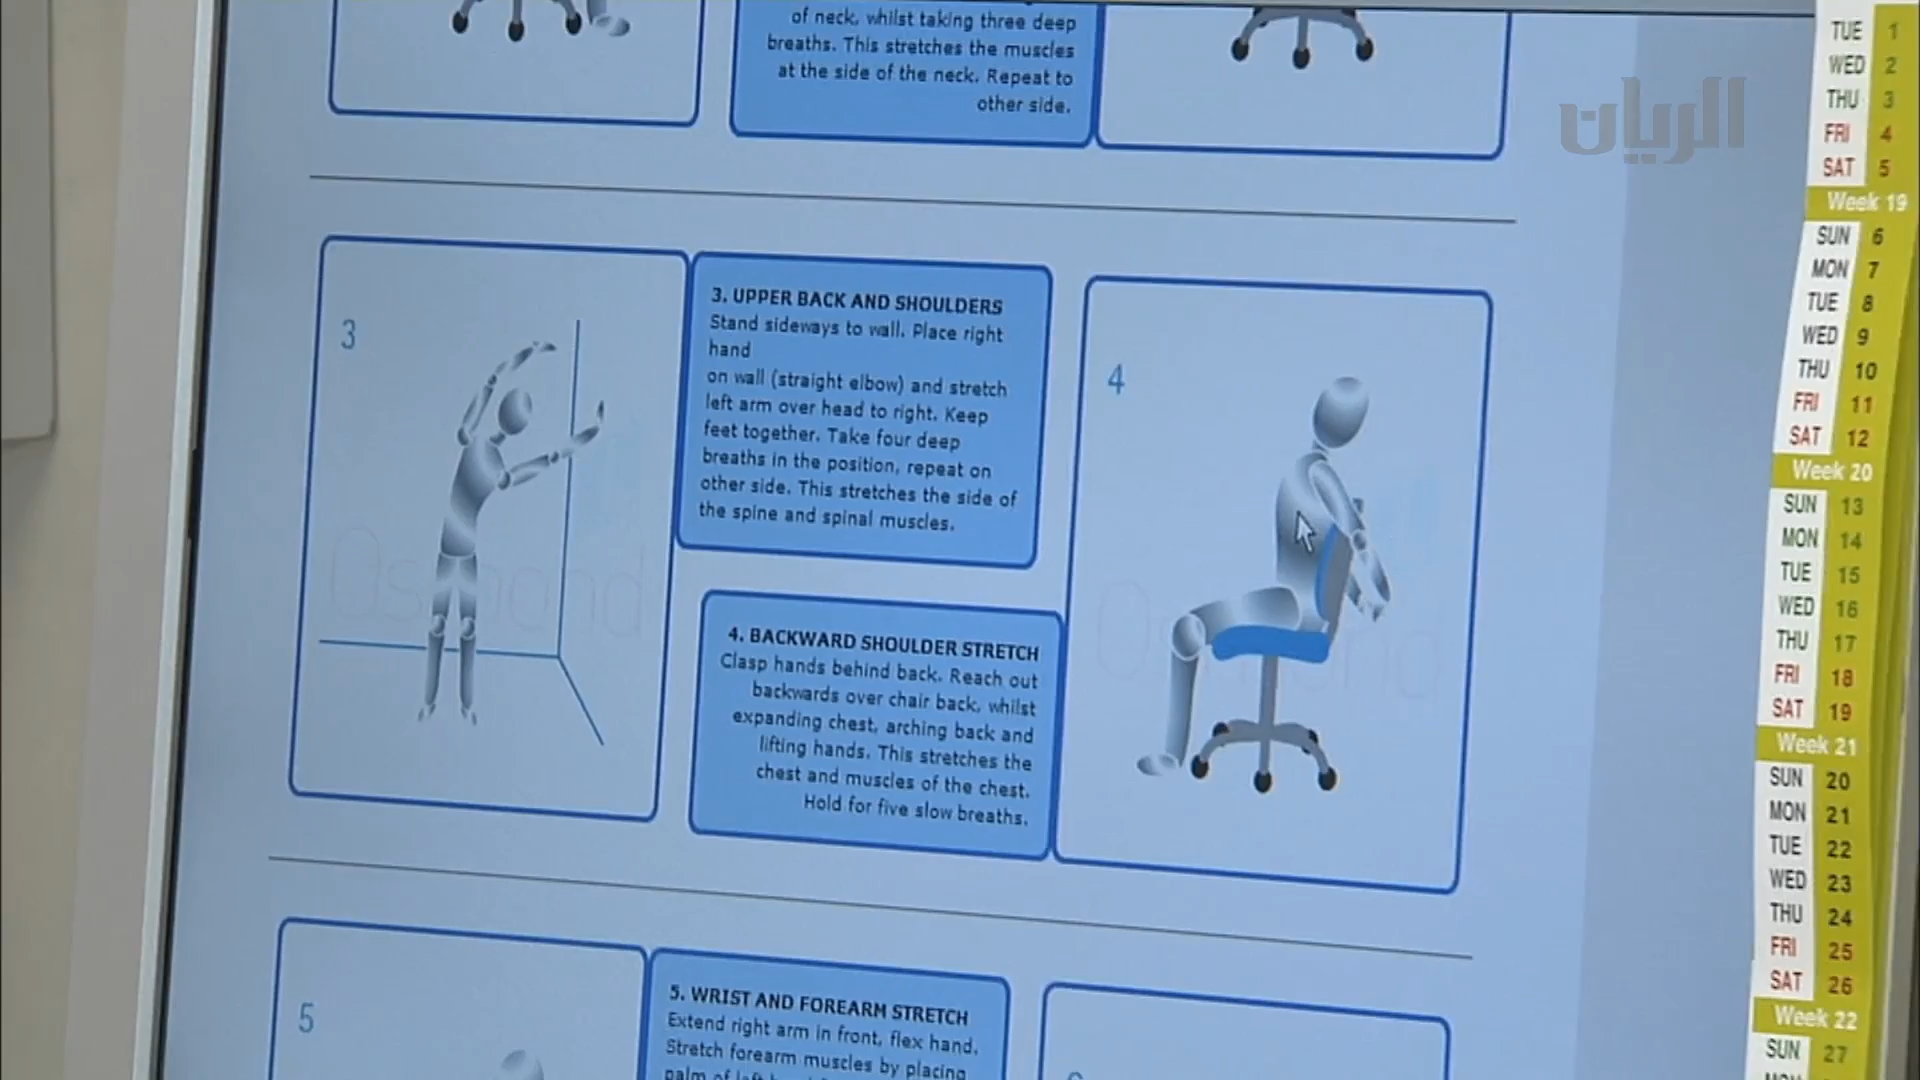 of neck, whilst taking three deep
breaths. This stretches the muscles
at the side of the neck. Repeat to
other side.
3
3. UPPER BACK AND SHOULDERS
Stand sideways to wall. Place right
hand
on wall (straight elbow) and stretch
left arm over head to right. Keep
feet together. Take four deep
breaths in the position, repeat on
other side. This stretches the side of
the spine and spinal muscles.
4
4. BACKWARD SHOULDER STRETCH
Clasp hands behind back. Reach out
backwards over chair back, whilst
expanding chest, arching back and
lifting hands. This stretches the
chest and muscles of the chest.
Hold for five slow breaths.
5
5. WRIST AND FOREARM STRETCH
Extend right arm in front, flex hand.
Stretch forearm muscles by placing
palm of left
الريان
TUE 1
WED 2
THU 3
FRI 4
SAT 5
Week 19
SUN 6
MON 7
TUE 8
WED 9
THU 10
FRI 11
SAT 12
Week 20
SUN 13
MON 14
TUE 15
WED 16
THU 17
FRI 18
SAT 19
Week 21
SUN 20
MON 21
TUE 22
WED 23
THU 24
FRI 25
SAT 26
Week 22
SUN 27